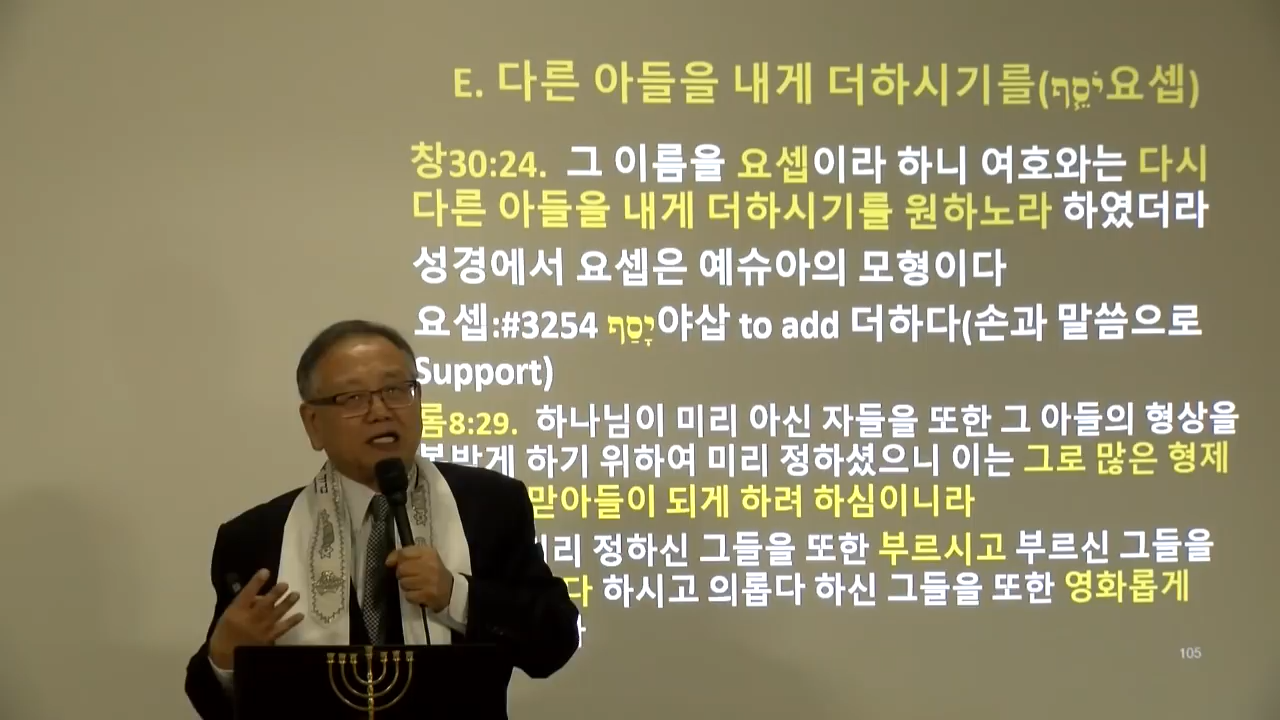 E. 다른 아들을 내게 더하시기를(יֹסֵף요셉)
창30:24. 그 이름을 요셉이라 하니 여호와는 다시
다른 아들을 내게 더하시기를 원하노라 하였더라
성경에서 요셉은 예슈아의 모형이다
요셉:#3254 יָסַף야삽 to add 더하다(손과 말씀으로
Support)
롬8:29. 하나님이 미리 아신 자들을 또한 그 아들의 형상을
본받게 하기 위하여 미리 정하셨으니 이는 그로 많은 형제
맏아들이 되게 하려 하심이니라
미리 정하신 그들을 또한 부르시고 부르신 그들을
다 하시고 의롭다 하신 그들을 또한 영화롭게
105